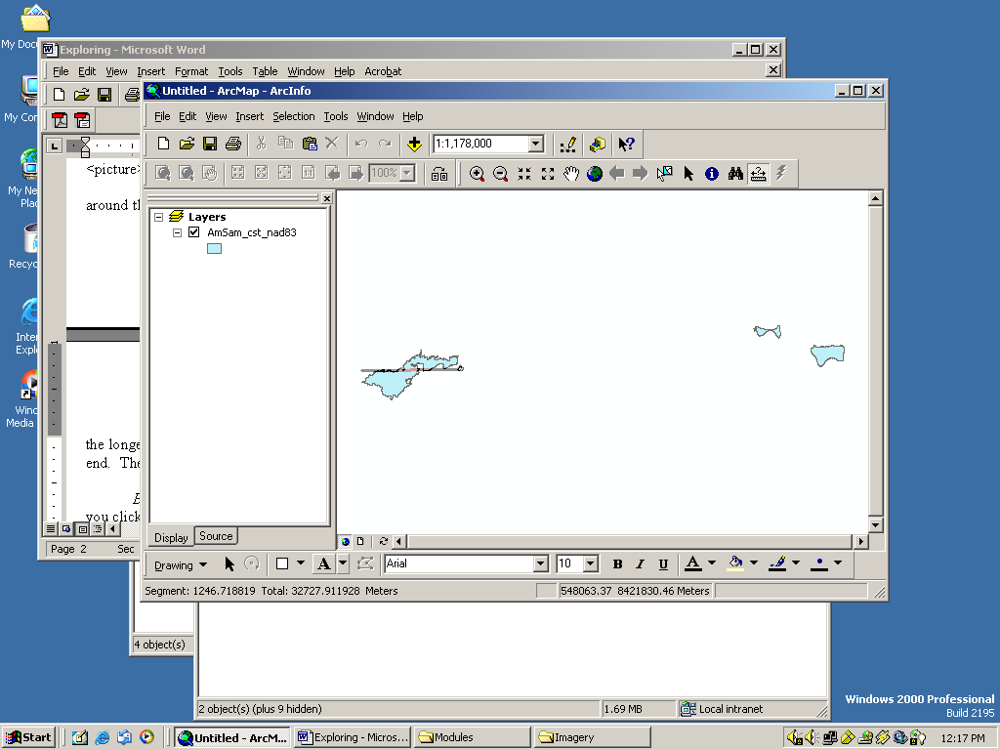 My Doc
My Com
My Ne
Plac
Recyc
Inter
Explo
Wind
Media
Exploring - Microsoft Word
File Edit View Insert Format Tools Table Window Help Acrobat
<picture>
around th
the longe
end. The
you click
Page 2 Sec
Untitled - ArcMap - ArcInfo
File Edit View Insert Selection Tools Window Help
1:1,178,000
100%
Layers
AmSam_cst_nad83
Display Source
Drawing A Arial 10 B I U A
Segment: 1246.718819 Total: 32727.911928 Meters 548063.37 8421830.46 Meters
4 object(s)
2 object(s) (plus 9 hidden) 1.69 MB Local intranet
Windows 2000 Professional
Build 2195
Start Untitled - ArcM... Exploring - Micros... Modules Imagery 12:17 PM